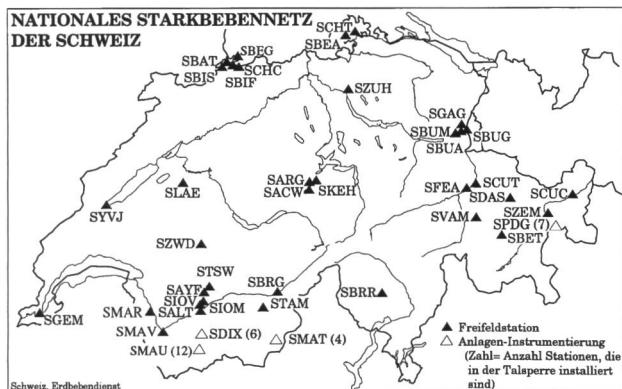 NATIONALES STARKBEBENNETZ
DER SCHWEIZ
SCHT
SBEA
SBEG
SBAT
SBIS
SCHC
SBIF
SZUH
SGAG
SBUM
SBUG
SBUA
SARG
SACW
SKEH
SLAE
SYVJ
SFEA
SCUT
SDAS
SCUC
SVAM
SZEM
SPDG (7)
SBET
SZWD
STSW
SAYF
SIOV
SALT
SIOM
SBRG
STAM
SBRR
SGEM
SMAR
SMAV
SDIX (6)
SMAT (4)
SMAU (12)
Freifeldstation
Anlagen-Instrumentierung
(Zahl= Anzahl Stationen, die
in der Talsperre installiert
sind)
Schweiz. Erdbebendienst